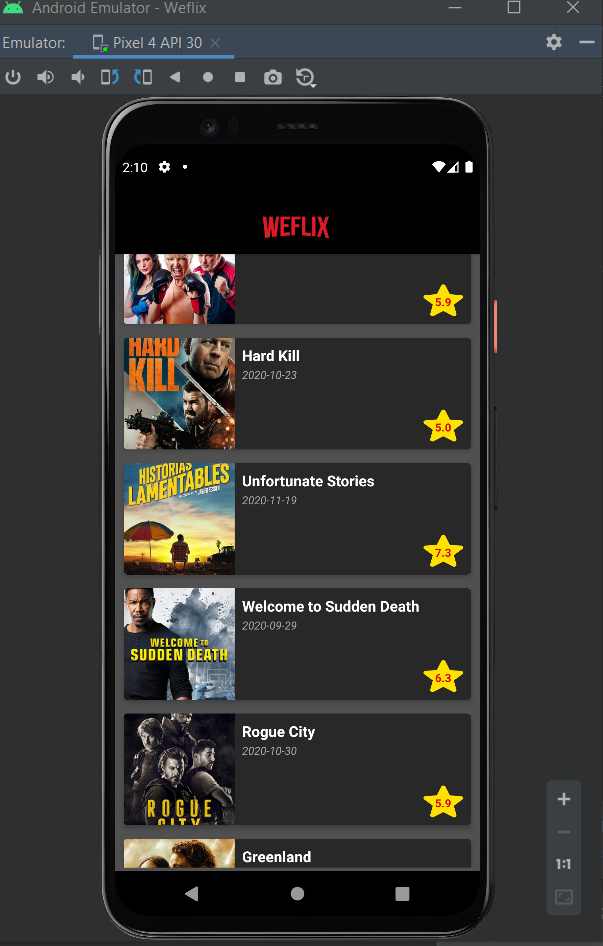 Android Emulator - Weflix
Emulator: Pixel 4 API 30
2:10
WEFLIX
5.9
HARD
KILL
Hard Kill
2020-10-23
5.0
HISTORIAS
LAMENTABLES
Unfortunate Stories
2020-11-19
7.3
WELCOME TO
SUDDEN DEATH
Welcome to Sudden Death
2020-09-29
6.3
ROGUE
CITY
Rogue City
2020-10-30
5.9
Greenland
1:1